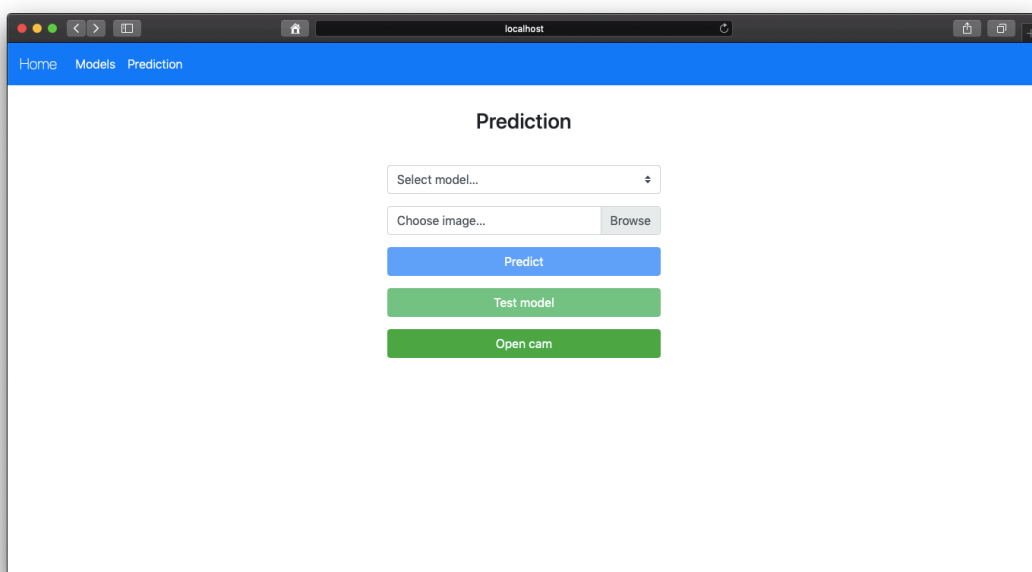 localhost
Home Models Prediction
Prediction
Select model...
Choose image... Browse
Predict
Test model
Open cam